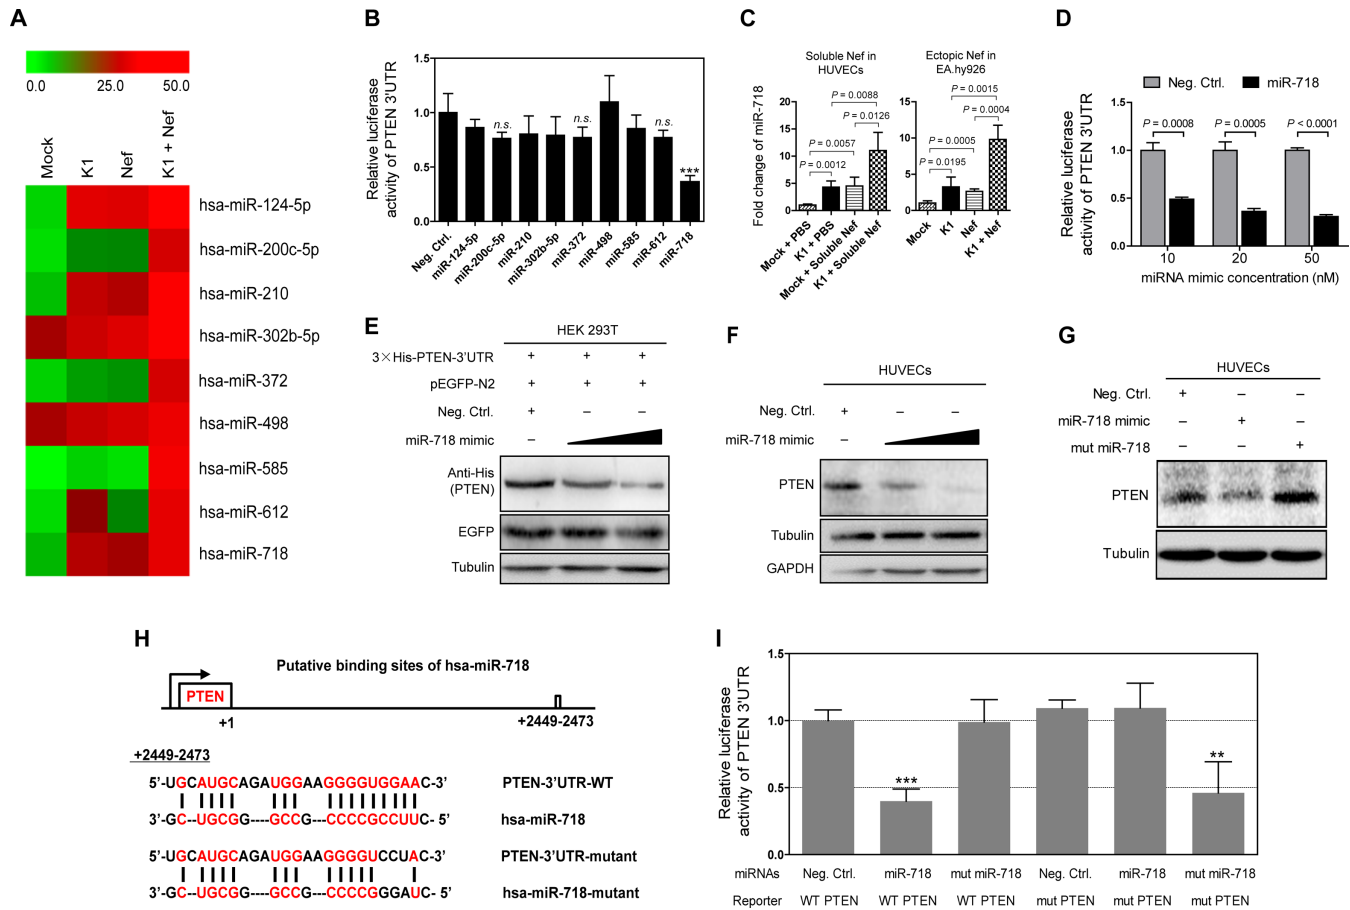 A
0.0 25.0 50.0
Mock
K1
Nef
K1 + Nef
hsa-miR-124-5p
hsa-miR-200c-5p
hsa-miR-210
hsa-miR-302b-5p
hsa-miR-372
hsa-miR-498
hsa-miR-585
hsa-miR-612
hsa-miR-718
B
Relative luciferase
activity of PTEN 3'UTR
1.5
1.0
0.5
0.0
n.s.
n.s.
n.s.
***
Neg. Ctrl.
miR-124-5p
miR-200c-5p
miR-210
miR-302b-5p
miR-372
miR-498
miR-585
miR-612
miR-718
C
Fold change of miR-718
Soluble Nef in
HUVECs
20
15
10
5
0
P = 0.0088
P = 0.0126
P = 0.0057
P = 0.0012
Mock + PBS
K1 + PBS
Mock + Soluble Nef
K1 + Soluble Nef
Ectopic Nef in
EA.hy926
15
10
5
0
P = 0.0015
P = 0.0004
P = 0.0005
P = 0.0195
Mock
K1
Nef
K1 + Nef
D
Neg. Ctrl. miR-718
Relative luciferase
activity of PTEN 3'UTR
1.5
1.0
0.5
0.0
P = 0.0008 P = 0.0005 P < 0.0001
10 20 50
miRNA mimic concentration (nM)
E
HEK 293T
3×His-PTEN-3'UTR + + +
pEGFP-N2 + + +
Neg. Ctrl. + – –
miR-718 mimic –
Anti-His
(PTEN)
EGFP
Tubulin
F
HUVECs
Neg. Ctrl. + – –
miR-718 mimic –
PTEN
Tubulin
GAPDH
G
HUVECs
Neg. Ctrl. + – –
miR-718 mimic – + –
mut miR-718 – – +
PTEN
Tubulin
H
Putative binding sites of hsa-miR-718
PTEN
+1
+2449-2473
+2449-2473
5'-UGCAUGCAGAUGGAAGGGGUGGAAC-3' PTEN-3'UTR-WT
3'-GC--UGCGG----GCCG---CCCCGCCUUC- 5' hsa-miR-718
5'-UGCAUGCAGAUGGAAGGGGUCCUAC-3' PTEN-3'UTR-mutant
3'-GC--UGCGG----GCCG---CCCCGGGAUC- 5' hsa-miR-718-mutant
I
Relative luciferase
activity of PTEN 3'UTR
1.5
1.0
0.5
0.0
***
**
miRNAs Neg. Ctrl. miR-718 mut miR-718 Neg. Ctrl. miR-718 mut miR-718
Reporter WT PTEN WT PTEN WT PTEN mut PTEN mut PTEN mut PTEN